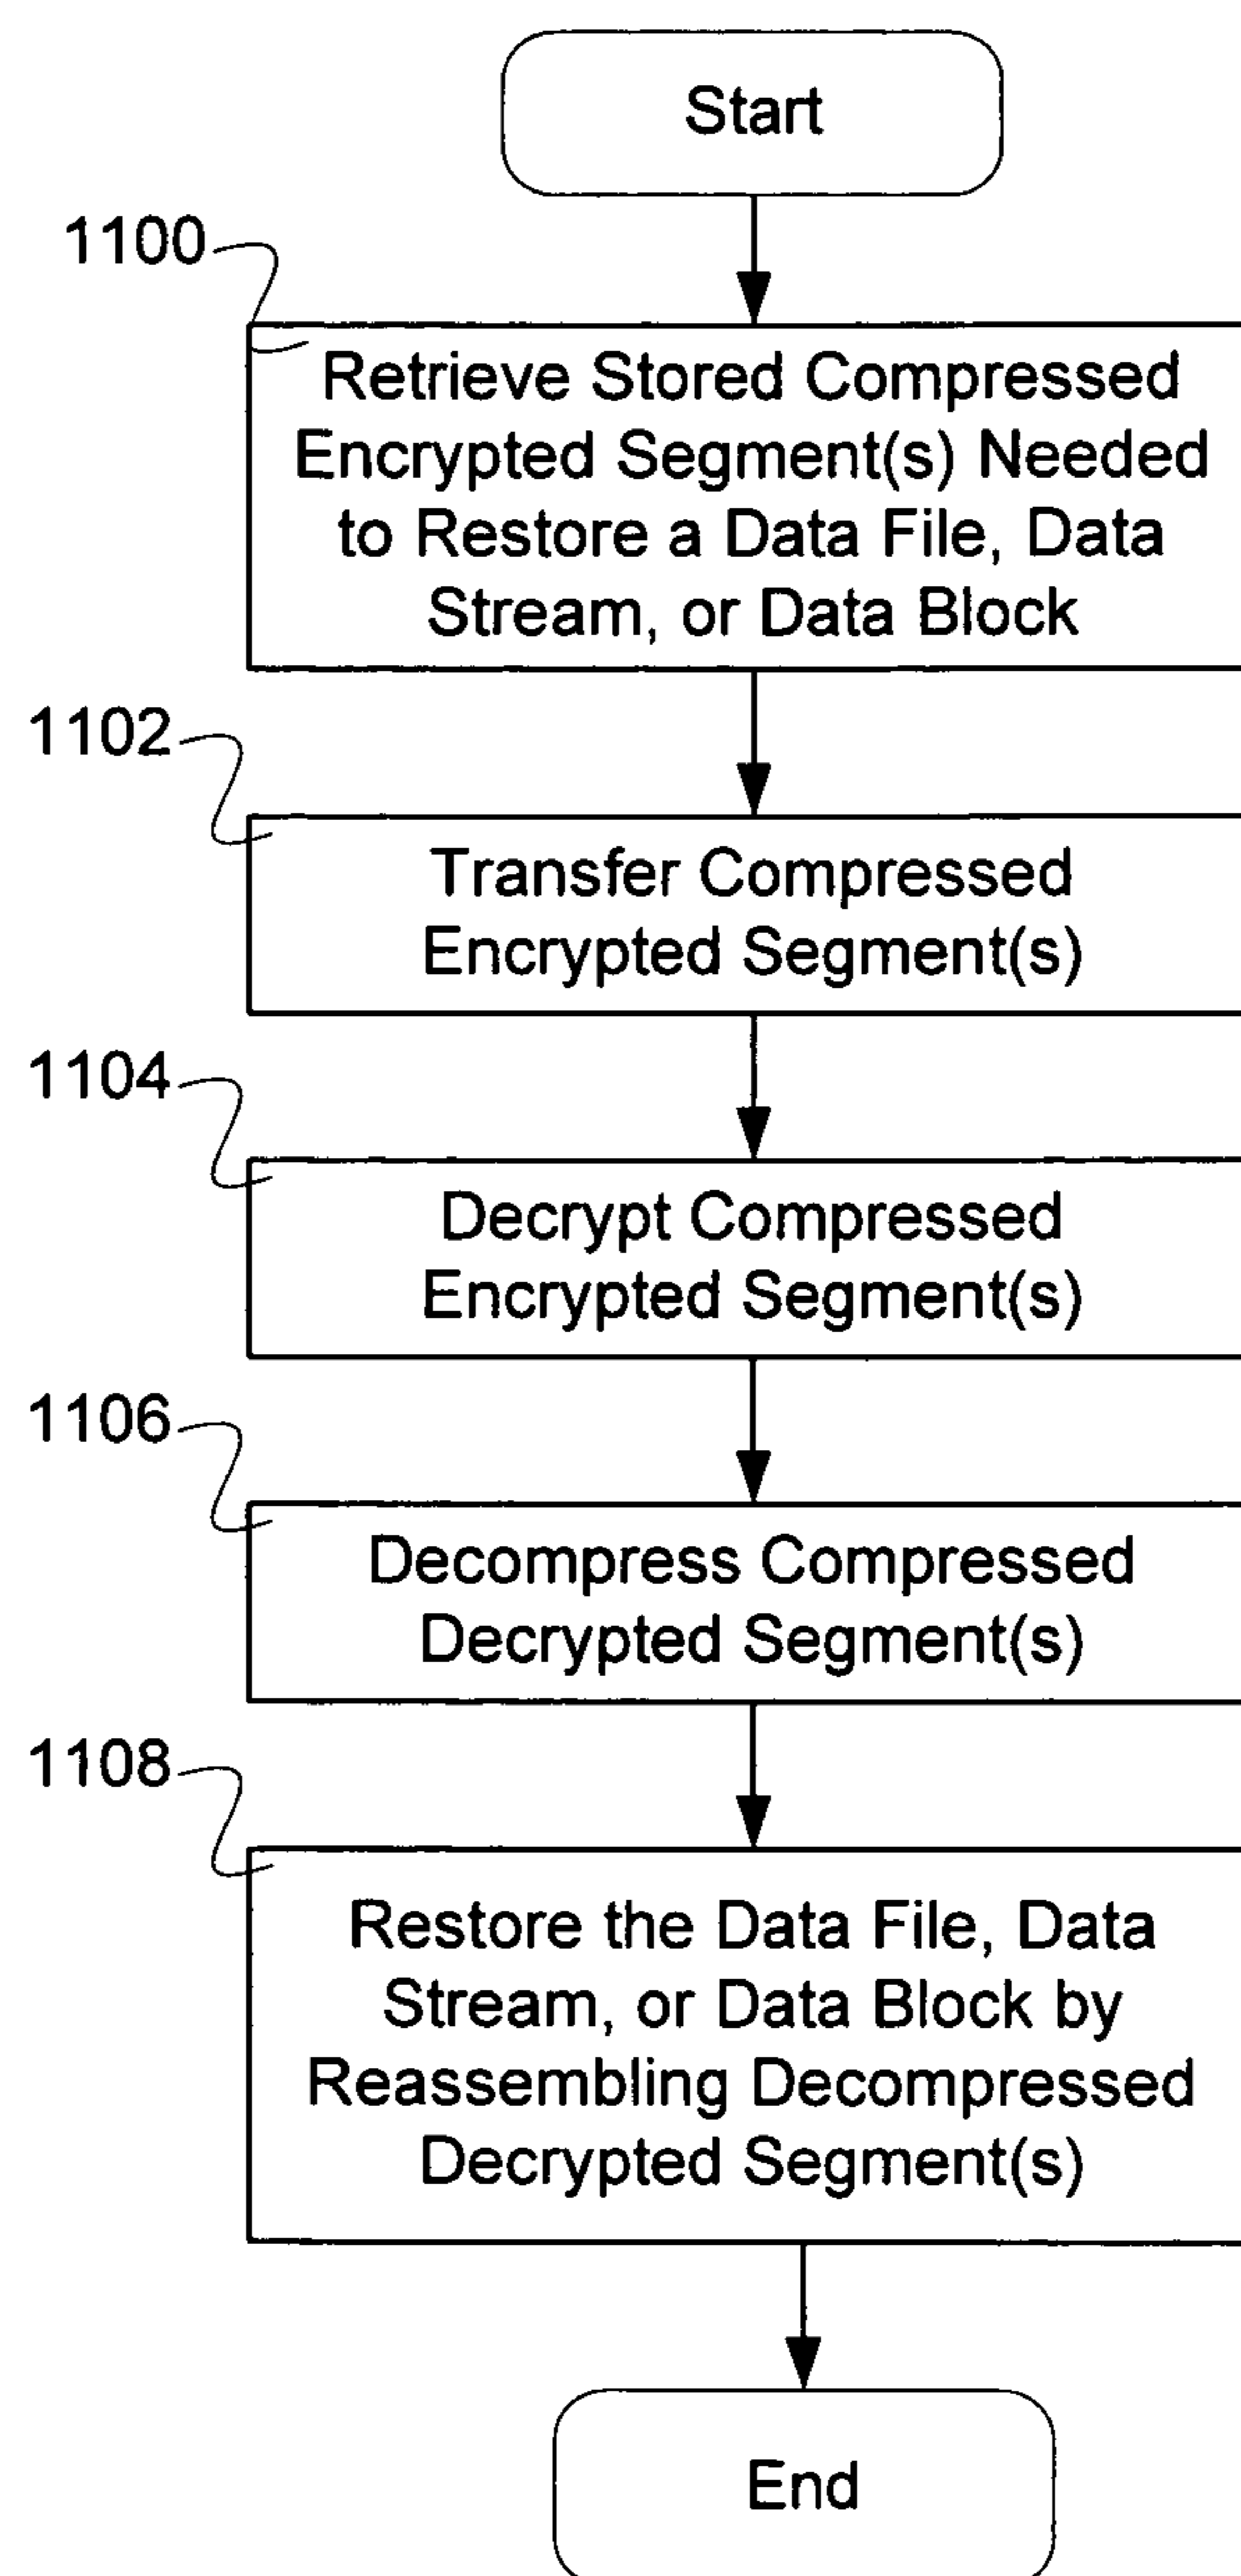 Start
1100
Retrieve Stored Compressed
Encrypted Segment(s) Needed
to Restore a Data File, Data
Stream, or Data Block
1102
Transfer Compressed
Encrypted Segment(s)
1104
Decrypt Compressed
Encrypted Segment(s)
1106
Decompress Compressed
Decrypted Segment(s)
1108
Restore the Data File, Data
Stream, or Data Block by
Reassembling Decompressed
Decrypted Segment(s)
End